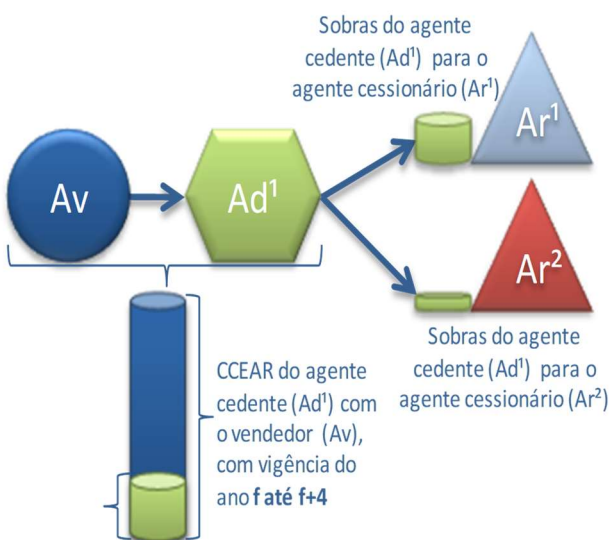 Sobras do agente
cedente (Ad¹) para o
agente cessionário (Ar¹)
Ar¹
Av
Ad¹
Ar²
Sobras do agente
cedente (Ad¹) para o
agente cessionário (Ar²)
CCEAR do agente
cedente (Ad¹) com
o vendedor (Av),
com vigência do
ano f até f+4